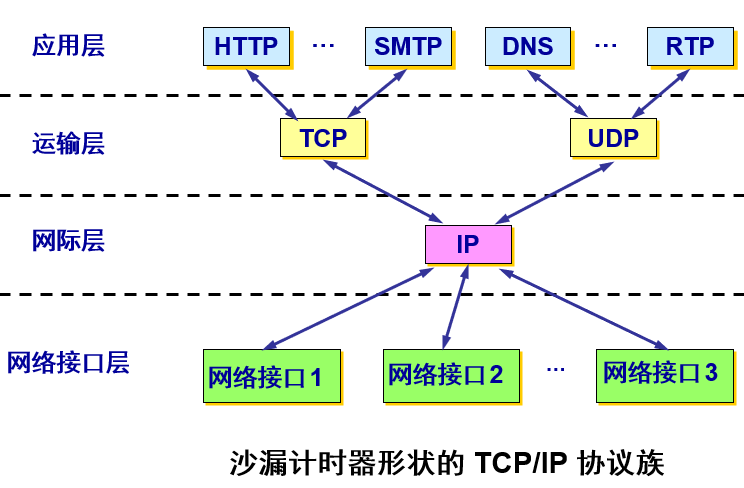 应用层 HTTP … SMTP DNS … RTP
运输层 TCP UDP
网际层 IP
网络接口层 网络接口1 网络接口2 … 网络接口3
沙漏计时器形状的 TCP/IP 协议族